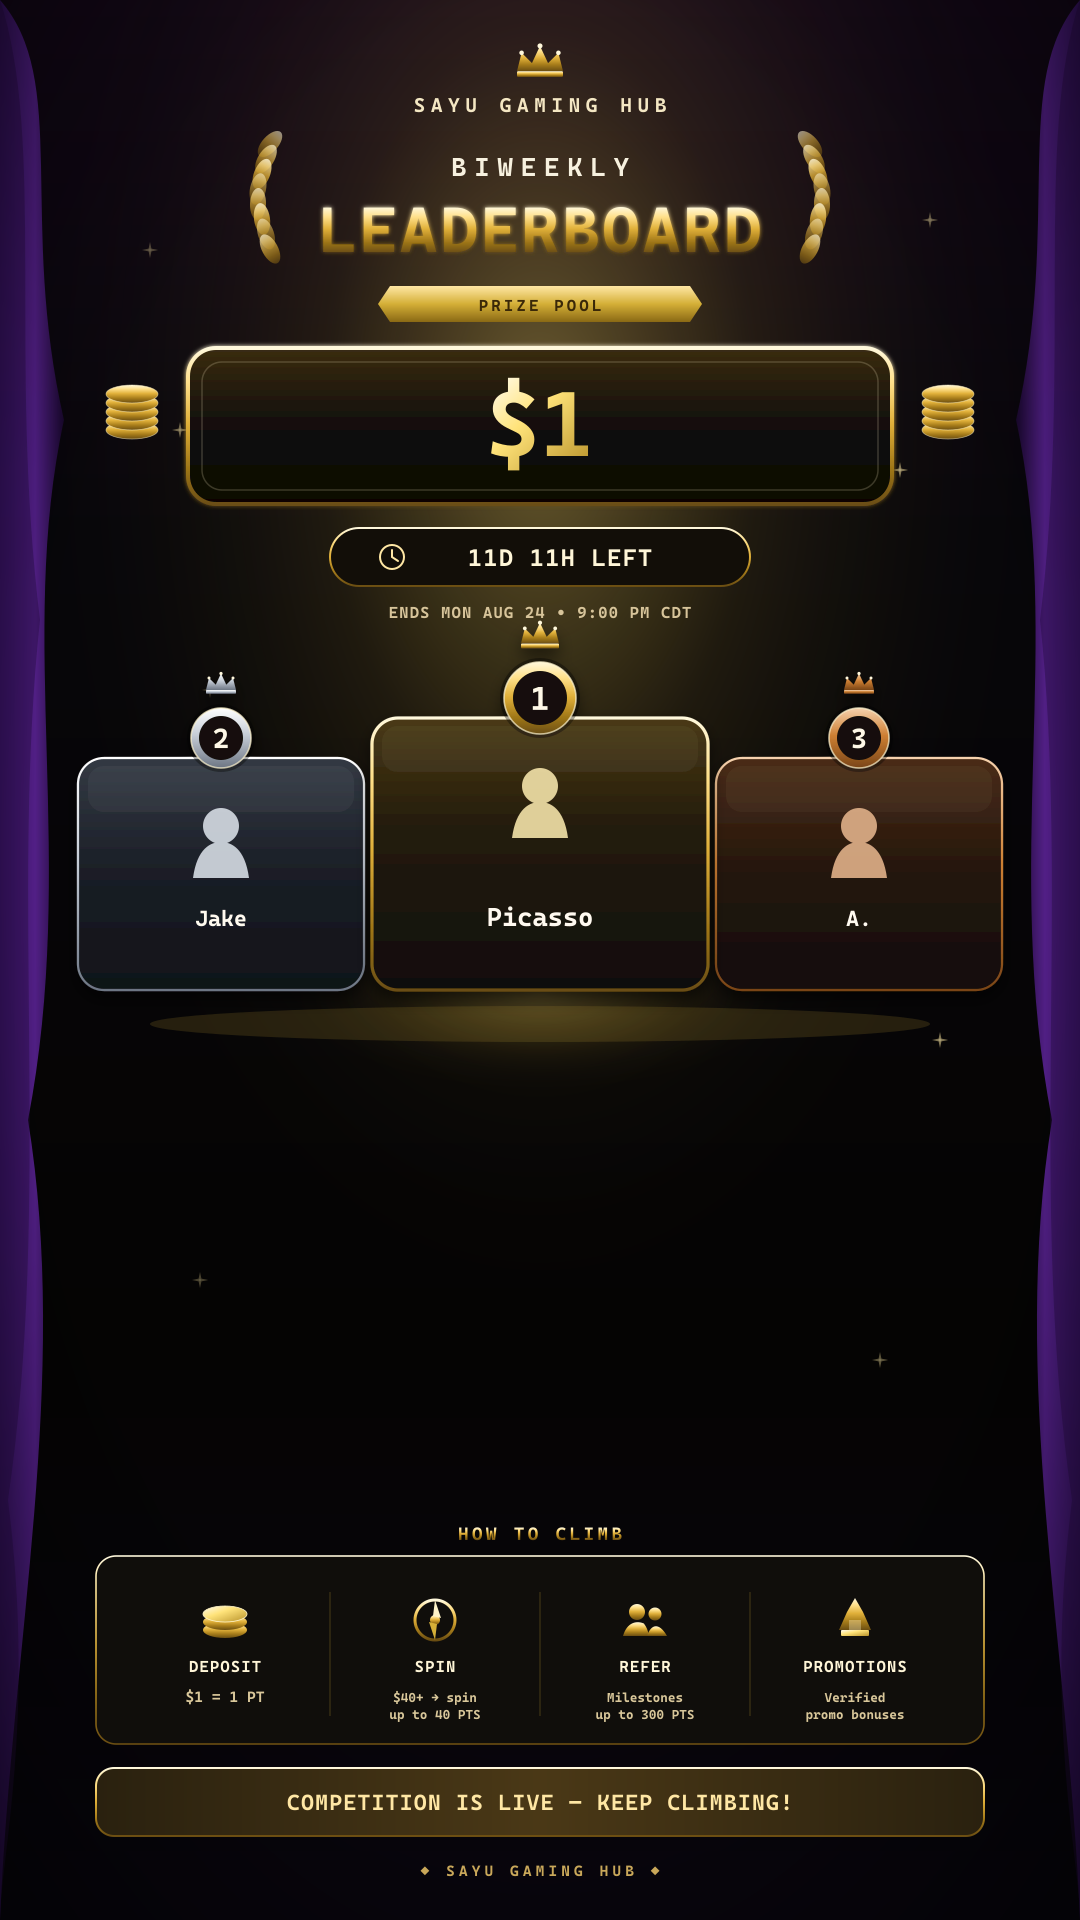 SAYU GAMING HUB
BIWEEKLY
LEADERBOARD
PRIZE POOL
$1
11D 11H LEFT
ENDS MON AUG 24 • 9:00 PM CDT
1
2
3
Jake
Picasso
A.
HOW TO CLIMB
DEPOSIT
$1 = 1 PT
SPIN
$40+ → spin
up to 40 PTS
REFER
Milestones
up to 300 PTS
PROMOTIONS
Verified
promo bonuses
COMPETITION IS LIVE — KEEP CLIMBING!
◆ SAYU GAMING HUB ◆